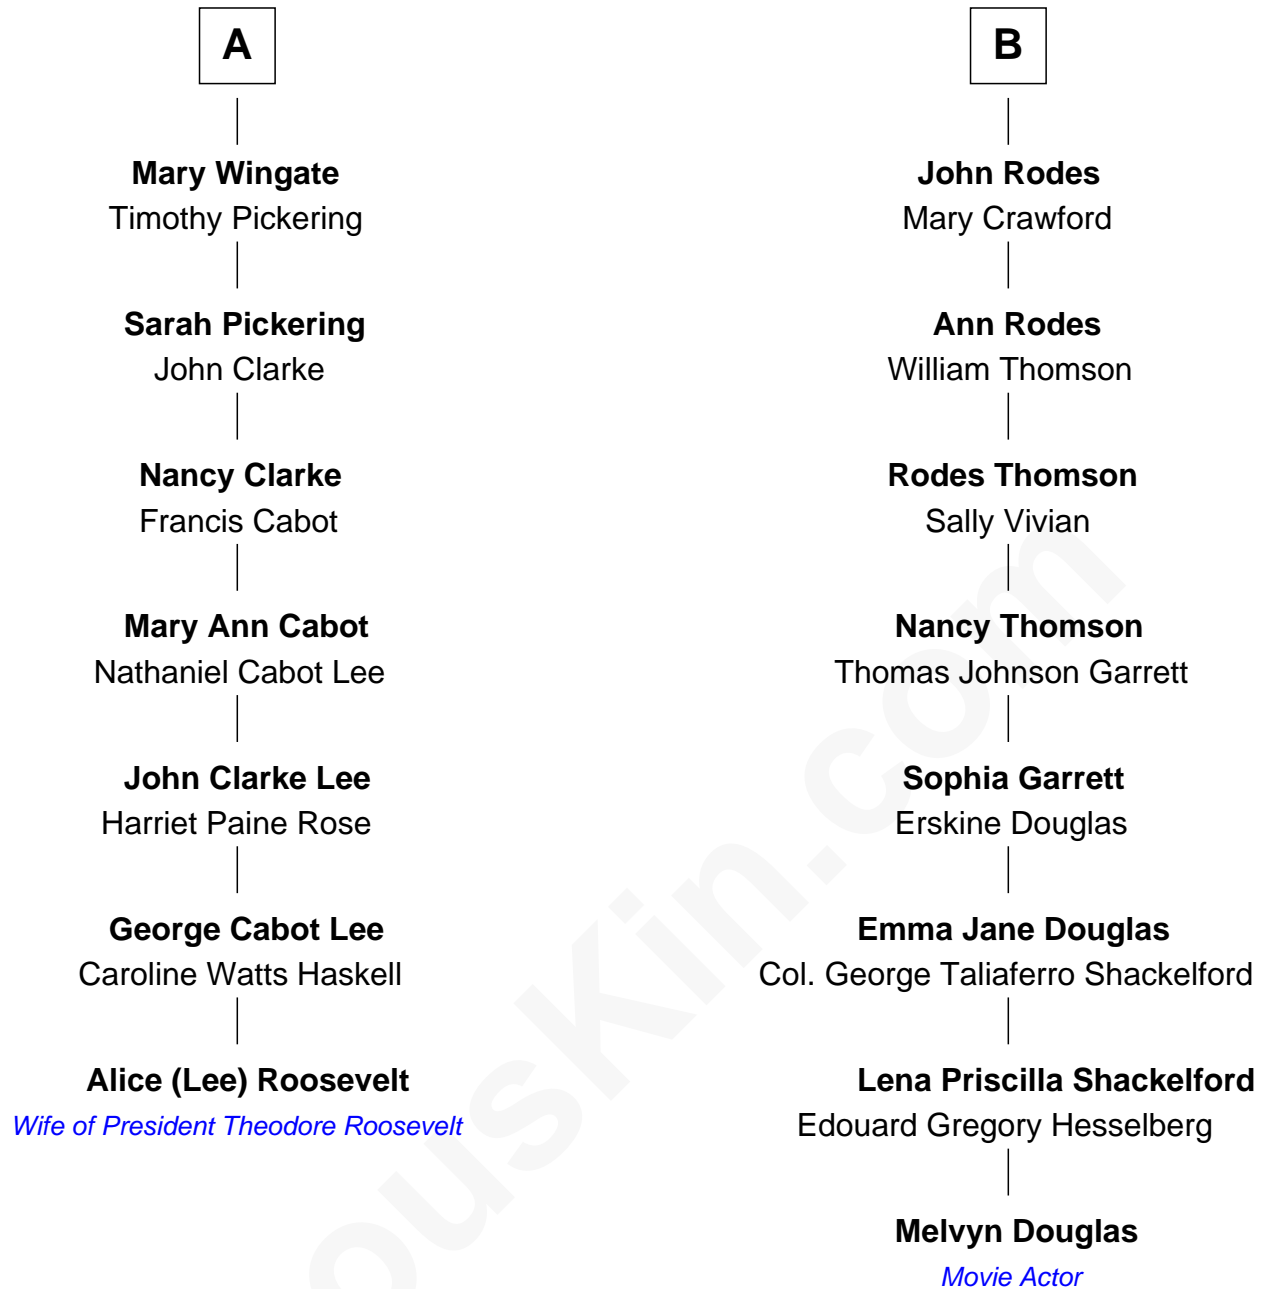 A
Mary Wingate
Timothy Pickering
Sarah Pickering
John Clarke
Nancy Clarke
Francis Cabot
Mary Ann Cabot
Nathaniel Cabot Lee
John Clarke Lee
Harriet Paine Rose
George Cabot Lee
Caroline Watts Haskell
Alice (Lee) Roosevelt
Wife of President Theodore Roosevelt
B
John Rodes
Mary Crawford
Ann Rodes
William Thomson
Rodes Thomson
Sally Vivian
Nancy Thomson
Thomas Johnson Garrett
Sophia Garrett
Erskine Douglas
Emma Jane Douglas
Col. George Taliaferro Shackelford
Lena Priscilla Shackelford
Edouard Gregory Hesselberg
Melvyn Douglas
Movie Actor
ousKin.com